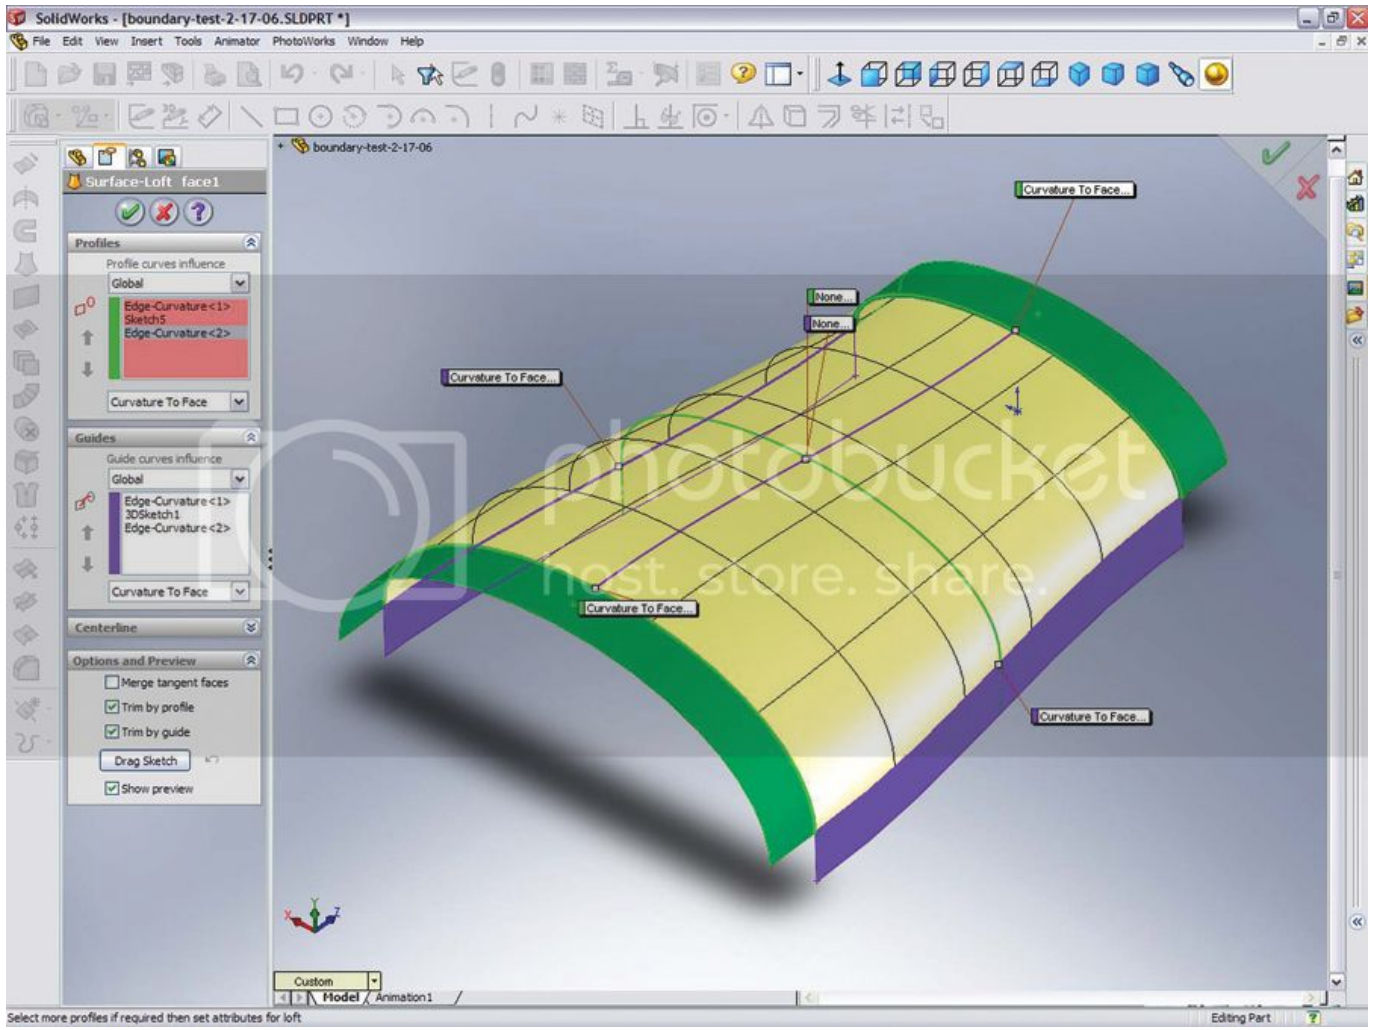 SolidWorks - [boundary-test-2-17-06.SLDPRT *]
File Edit View Insert Tools Animator PhotoWorks Window Help
boundary-test-2-17-06
Surface-Loft face1
Profiles
Profile curves influence
Global
Edge-Curvature<1>
Sketch5
Edge-Curvature<2>
Curvature To Face
Guides
Guide curves influence
Global
Edge-Curvature<1>
3DSketch1
Edge-Curvature<2>
Curvature To Face
Centerline
Options and Preview
Merge tangent faces
Trim by profile
Trim by guide
Drag Sketch
Show preview
Curvature To Face...
None...
None...
Curvature To Face...
Curvature To Face...
Curvature To Face...
photobucket
host. store. share.
X Y Z
Custom
Model Animation1
Select more profiles if required then set attributes for loft
Editing Part